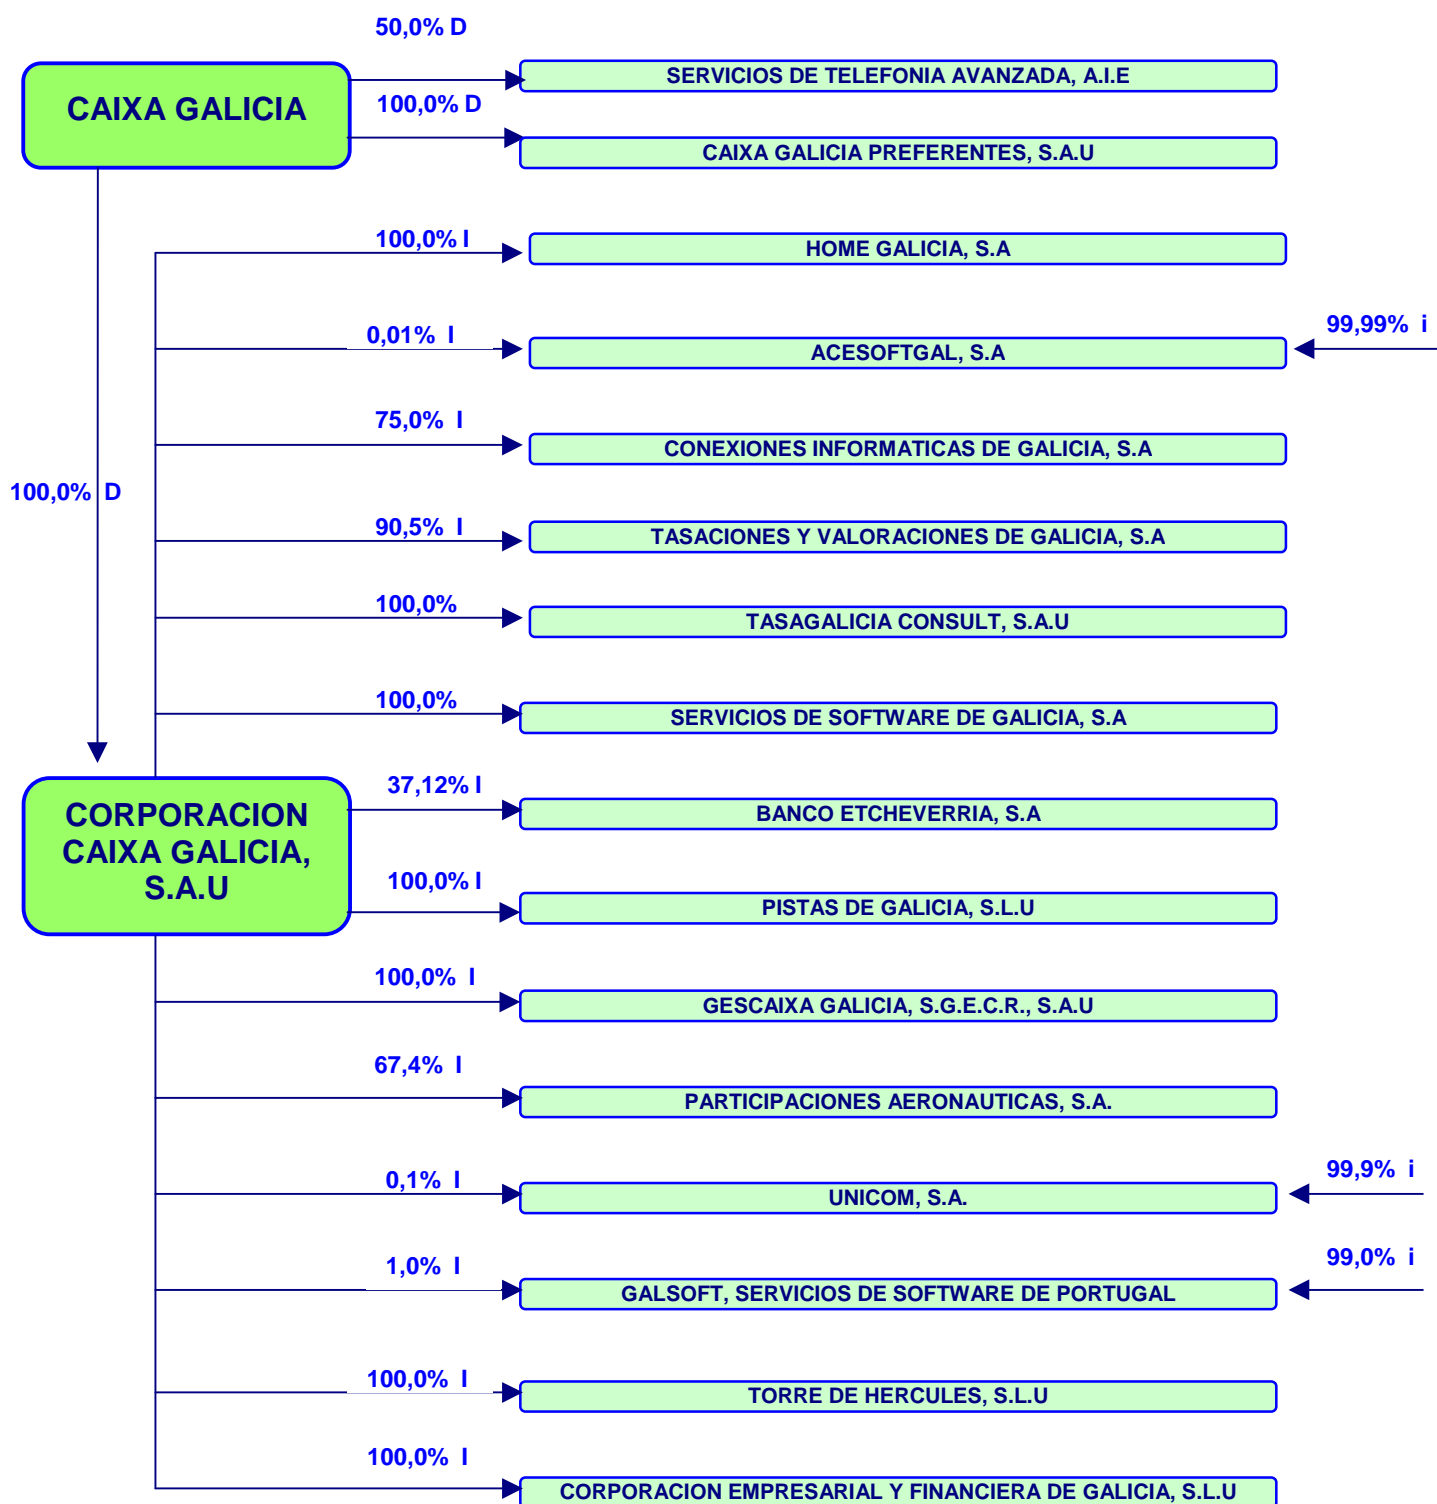 50,0% D
SERVICIOS DE TELEFONIA AVANZADA, A.I.E
CAIXA GALICIA
100,0% D
CAIXA GALICIA PREFERENTES, S.A.U
100,0% I
HOME GALICIA, S.A
0,01% I
99,99% i
ACESOFTGAL, S.A
75,0% I
CONEXIONES INFORMATICAS DE GALICIA, S.A
100,0% D
90,5% I
TASACIONES Y VALORACIONES DE GALICIA, S.A
100,0%
TASAGALICIA CONSULT, S.A.U
100,0%
SERVICIOS DE SOFTWARE DE GALICIA, S.A
CORPORACION
CAIXA GALICIA,
S.A.U
37,12% I
BANCO ETCHEVERRIA, S.A
100,0% I
PISTAS DE GALICIA, S.L.U
100,0% I
GESCAIXA GALICIA, S.G.E.C.R., S.A.U
67,4% I
PARTICIPACIONES AERONAUTICAS, S.A.
0,1% I
99,9% i
UNICOM, S.A.
1,0% I
99,0% i
GALSOFT, SERVICIOS DE SOFTWARE DE PORTUGAL
100,0% I
TORRE DE HERCULES, S.L.U
100,0% I
CORPORACION EMPRESARIAL Y FINANCIERA DE GALICIA, S.L.U